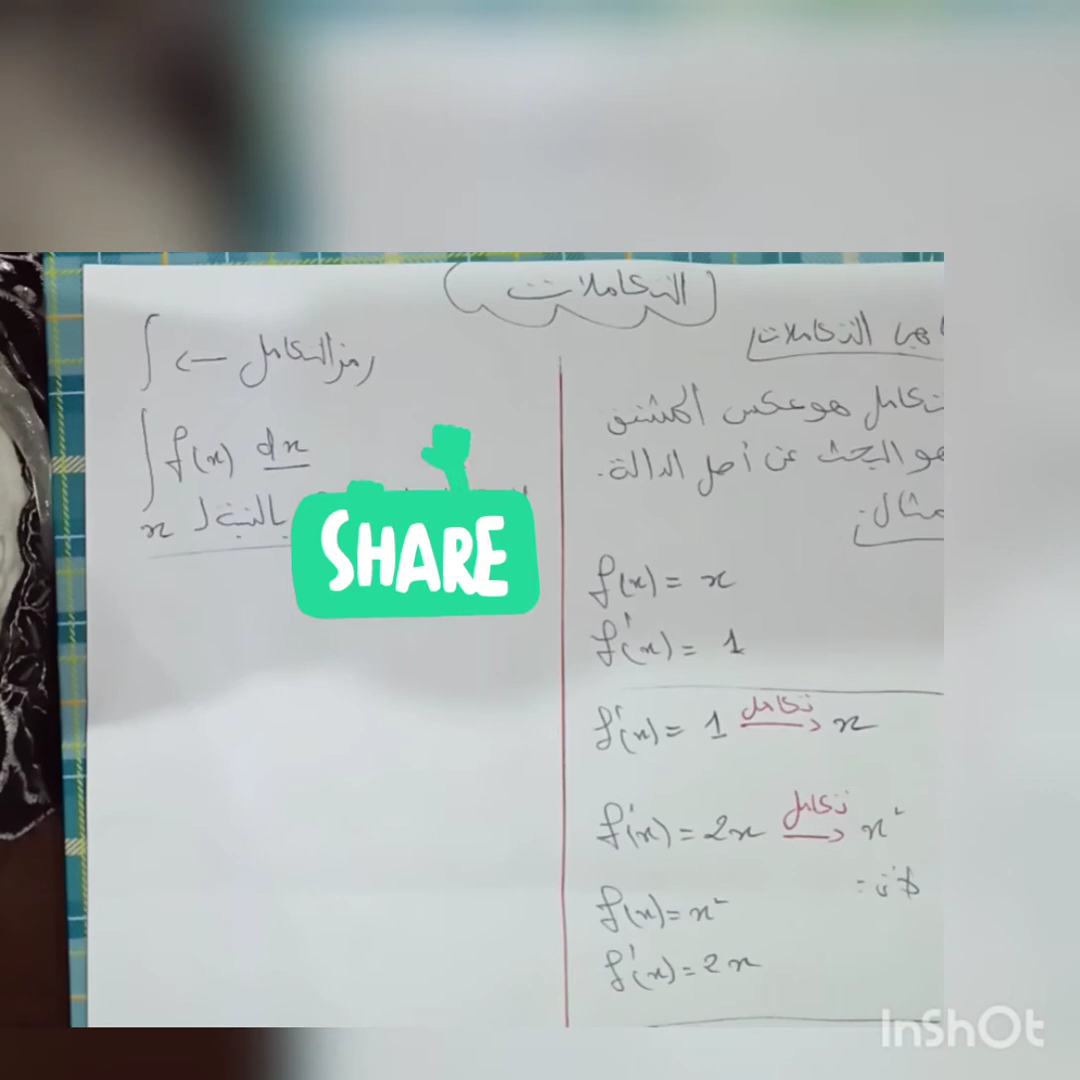 التكاملات
التكاملات
تكامل هو عكس المشتق
هو البحث عن أصل الدالة.
مثال:
f(x) = x
f'(x) = 1
f'(x) = 1 تكامل → x
f'(x) = 2x تكامل → x²
لأن:
f(x) = x²
f'(x) = 2x
∫ ← رمز التكامل
∫ f(x) dx
بالنسبة لـ x
SHARE
InShOt